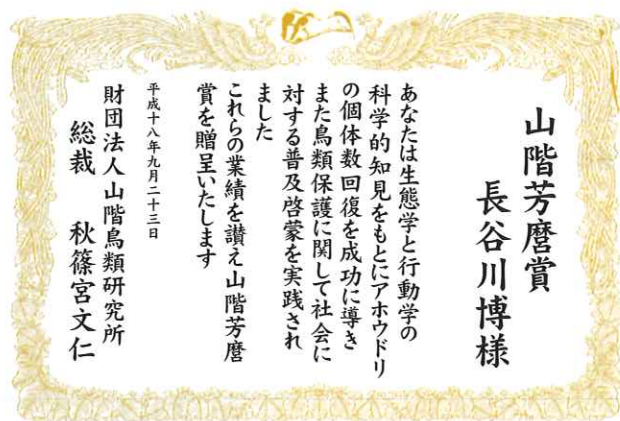 山階芳麿賞
長谷川博様
あなたは生態学と行動学の
科学的知見をもとにアホウドリ
の個体数回復を成功に導き
また鳥類保護に関して社会に
対する普及啓蒙を実践され
ました
これらの業績を讃え山階芳麿
賞を贈呈いたします
平成十八年九月二十三日
財団法人山階鳥類研究所
総裁 秋篠宮文仁